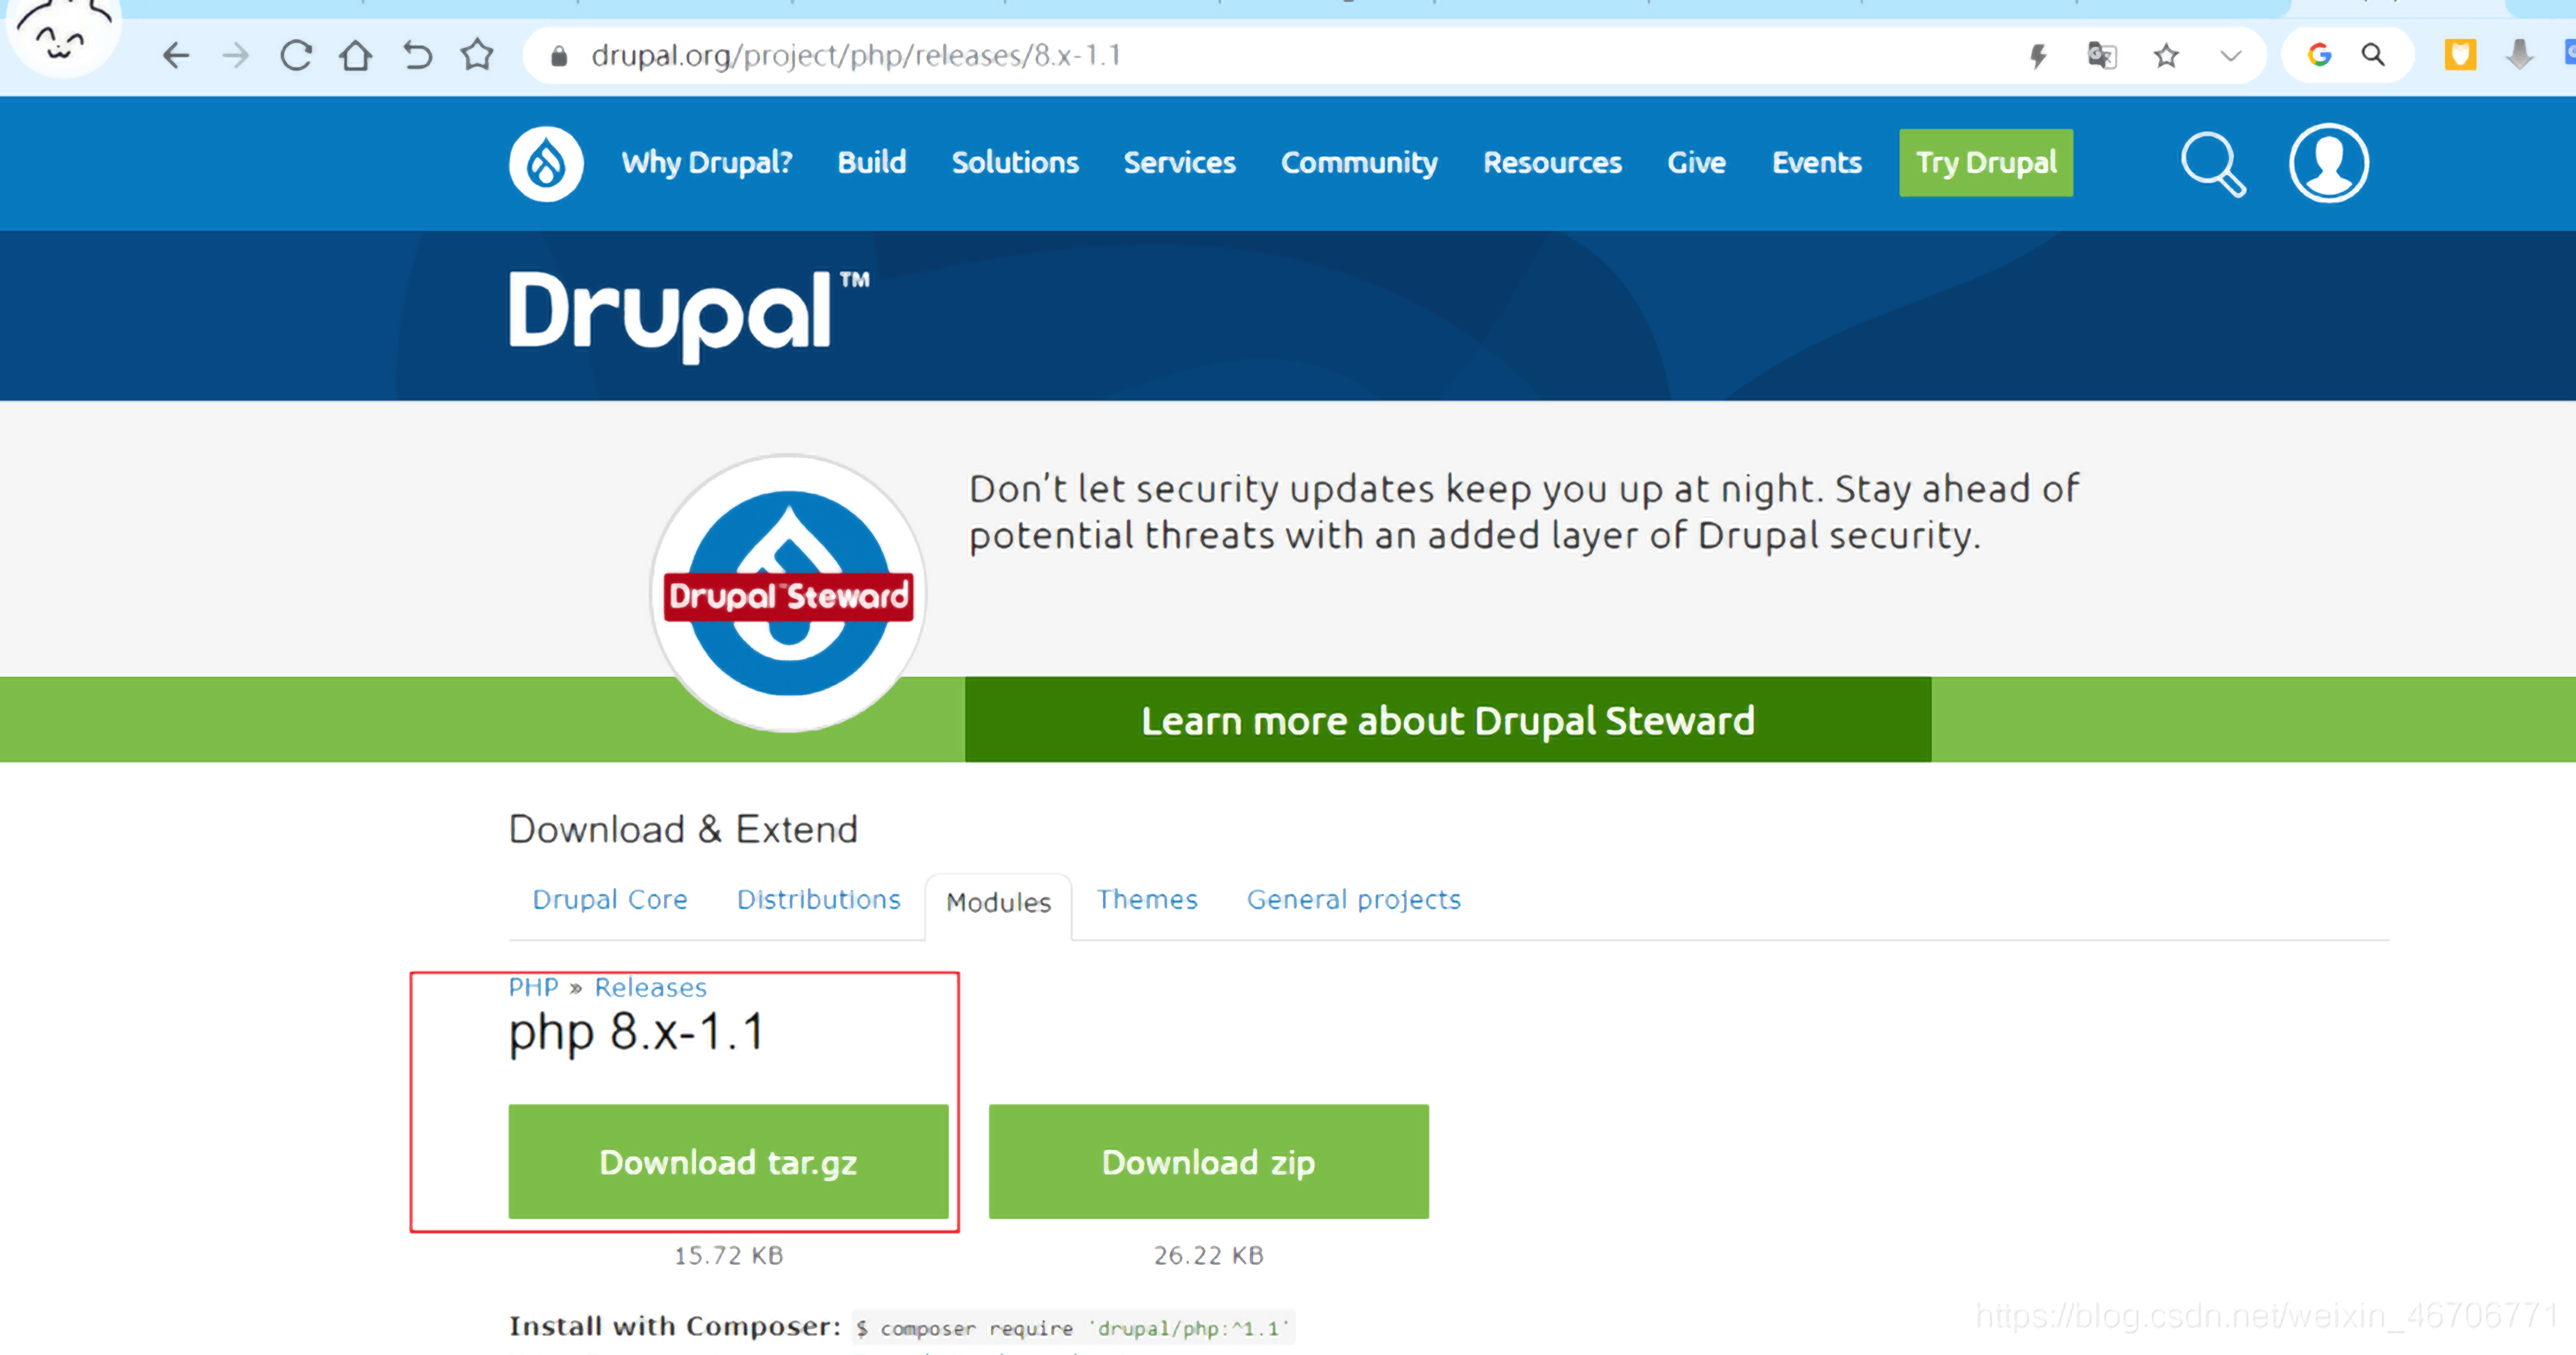 drupal.org/project/php/releases/8.x-1.1
Why Drupal? Build Solutions Services Community Resources Give Events Try Drupal
Drupal™
Don't let security updates keep you up at night. Stay ahead of
potential threats with an added layer of Drupal security.
Drupal™Steward
Learn more about Drupal Steward
Download & Extend
Drupal Core Distributions Modules Themes General projects
PHP » Releases
php 8.x-1.1
Download tar.gz Download zip
15.72 KB 26.22 KB
Install with Composer: $ composer require 'drupal/php:^1.1'
https://blog.csdn.net/weixin_46706771